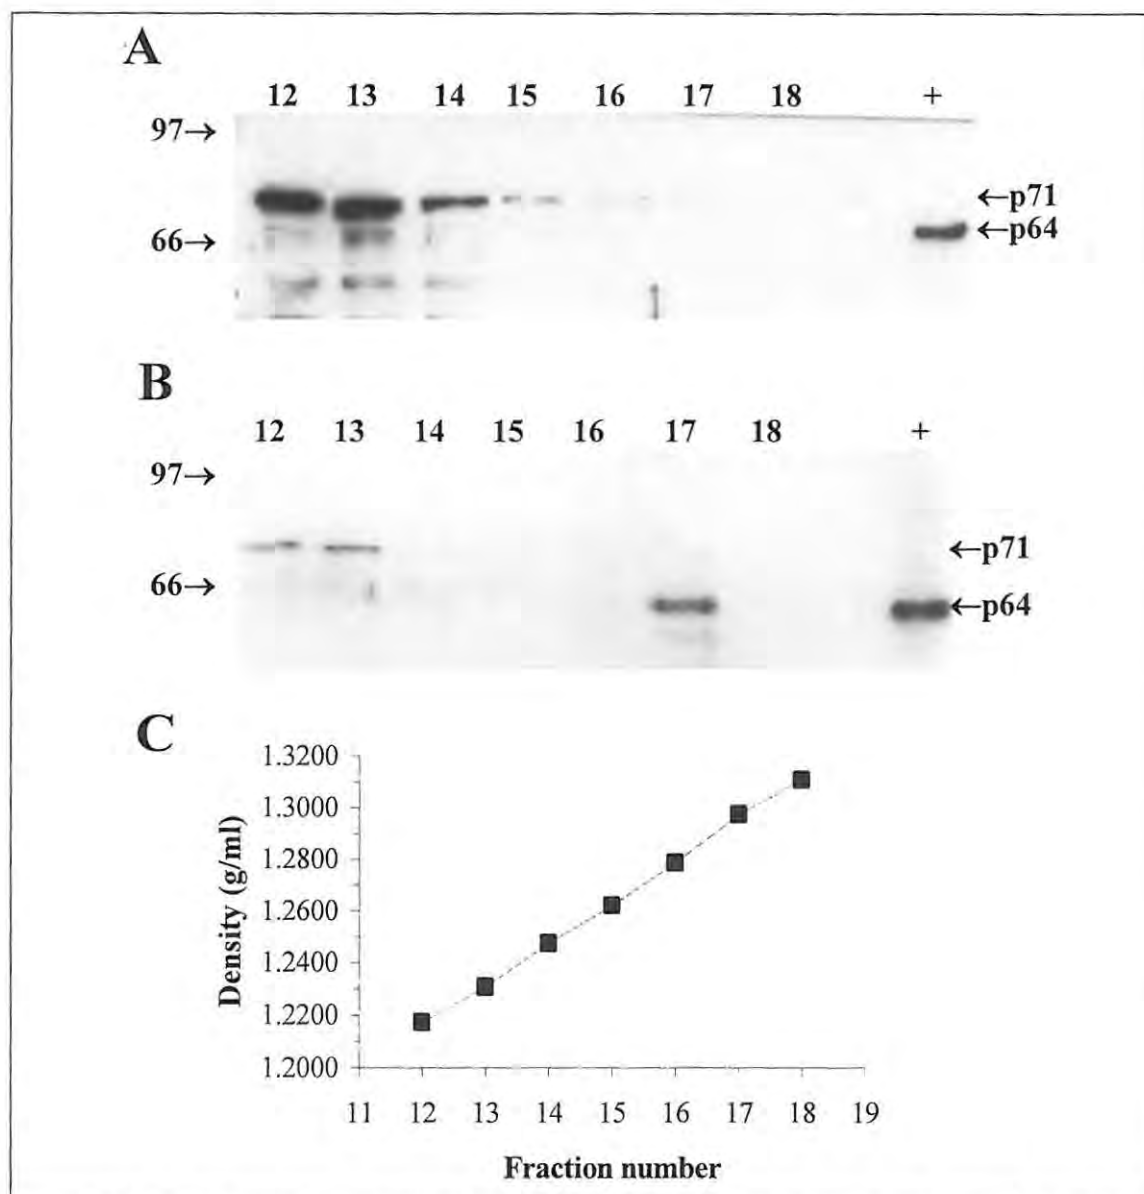 A
12 13 14 15 16 17 18 +
97→
←p71
←p64
66→
B
12 13 14 15 16 17 18 +
97→
←p71
66→
←p64
C
1.3200
1.3000
1.2800
1.2600
1.2400
1.2200
1.2000
Density (g/ml)
11 12 13 14 15 16 17 18 19
Fraction number